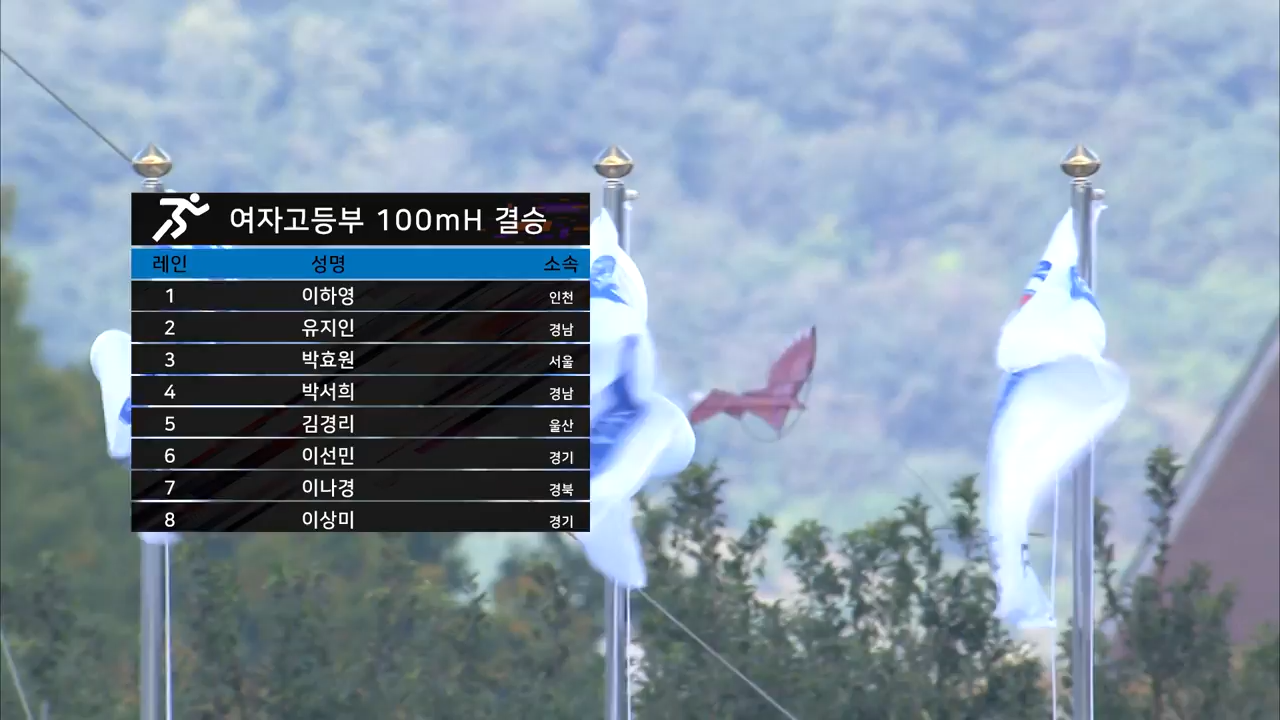 여자고등부 100mH 결승
레인 성명 소속
1 이하영 인천
2 유지인 경남
3 박효원 서울
4 박서희 경남
5 김경리 울산
6 이선민 경기
7 이나경 경북
8 이상미 경기